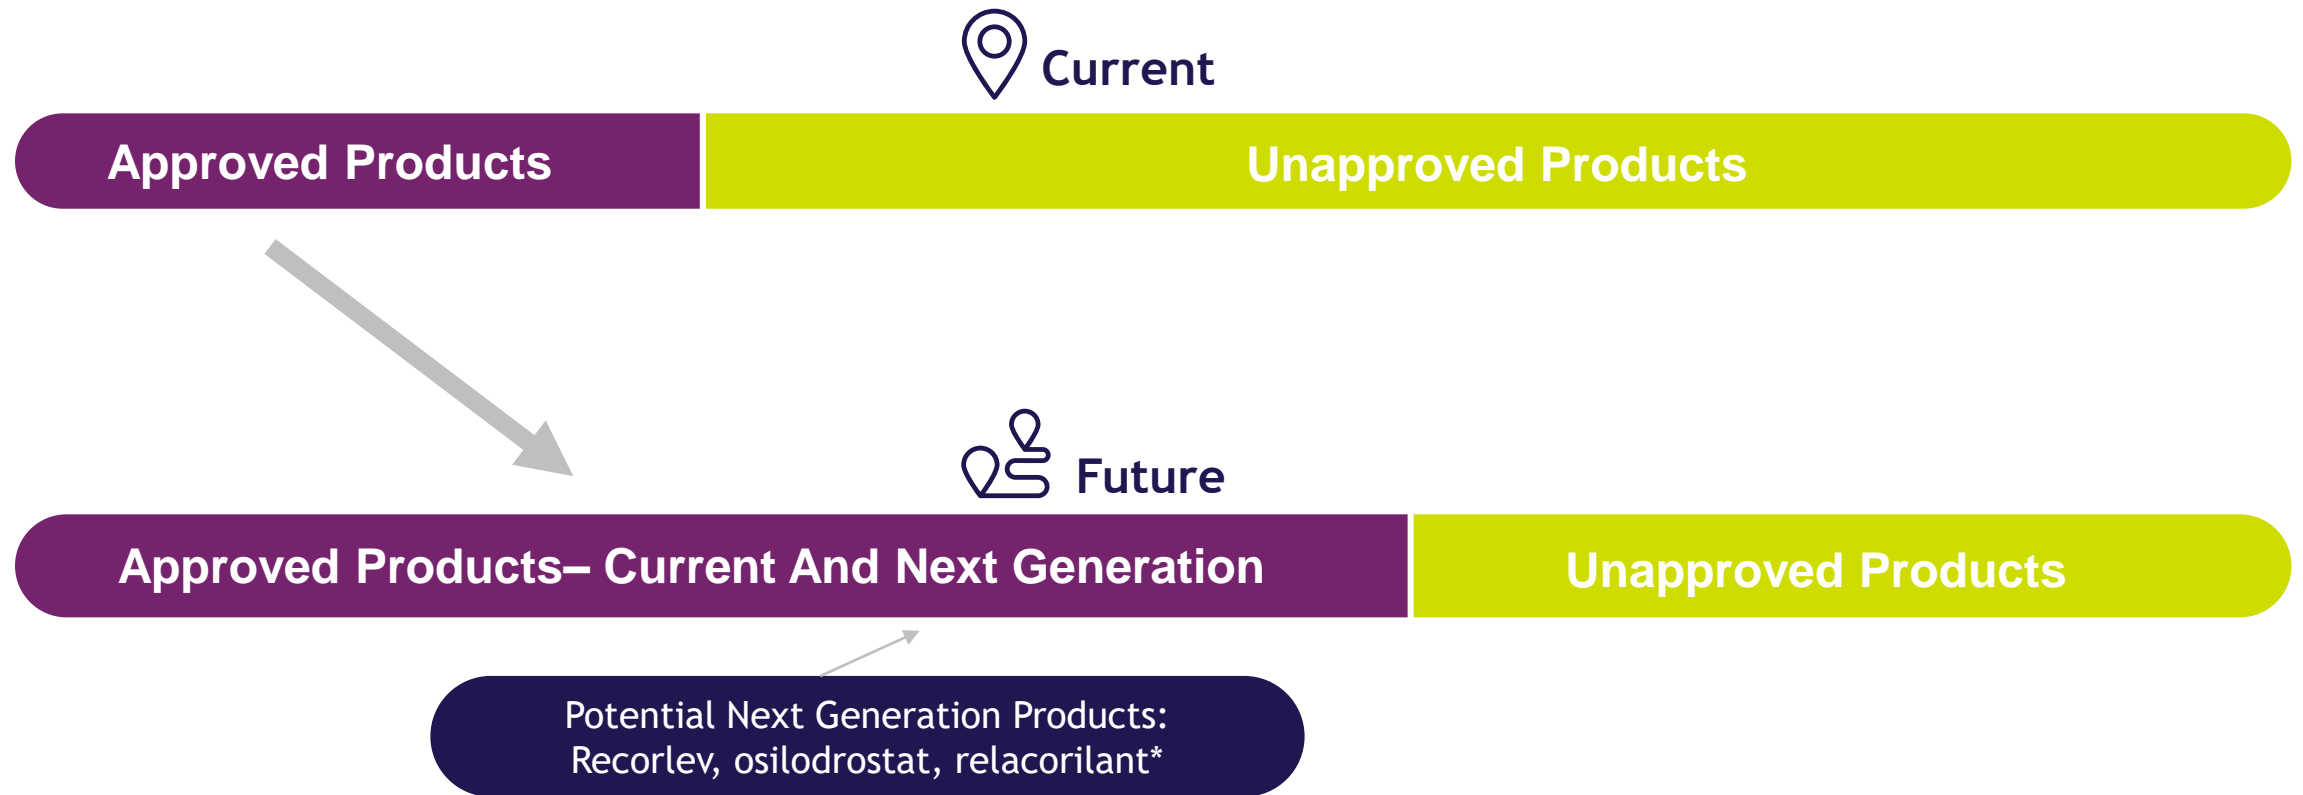 Current
Approved Products
Unapproved Products
Future
Approved Products– Current And Next Generation
Unapproved Products
Potential Next Generation Products:
Recorlev, osilodrostat, relacorilant*